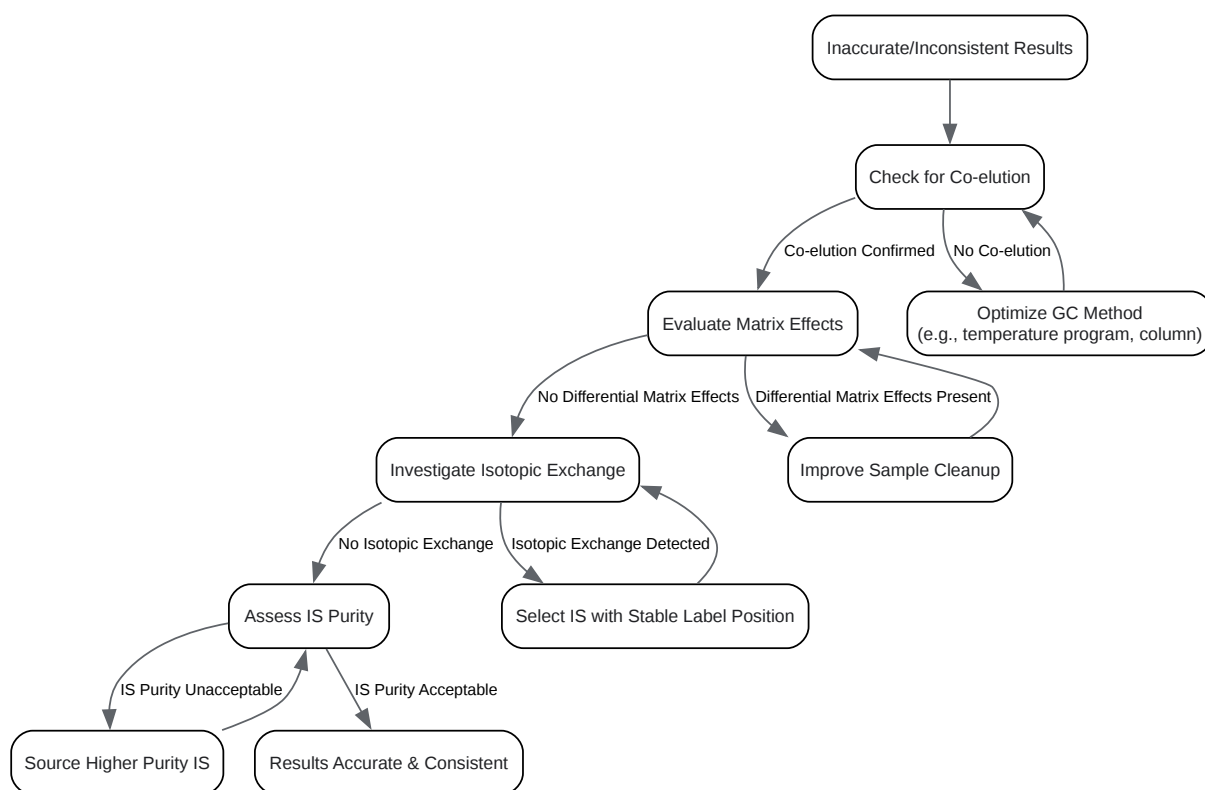 Inaccurate/Inconsistent Results
Check for Co-elution
Co-elution Confirmed
No Co-elution
Evaluate Matrix Effects
Optimize GC Method
(e.g., temperature program, column)
No Differential Matrix Effects
Differential Matrix Effects Present
Investigate Isotopic Exchange
Improve Sample Cleanup
No Isotopic Exchange
Isotopic Exchange Detected
Assess IS Purity
Select IS with Stable Label Position
IS Purity Unacceptable
IS Purity Acceptable
Source Higher Purity IS
Results Accurate & Consistent